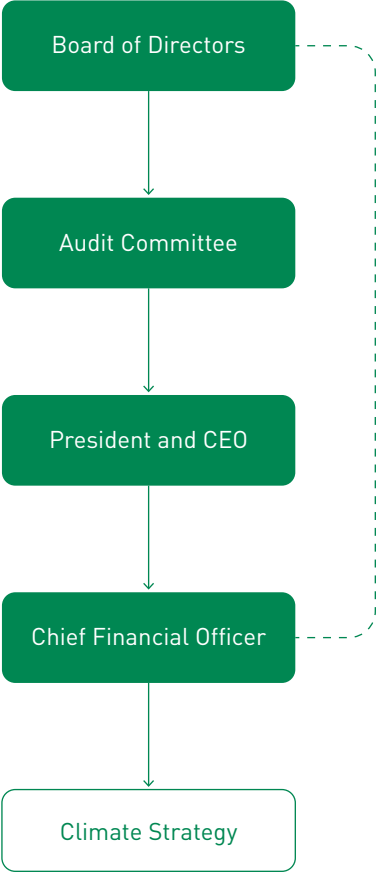 Board of Directors
Audit Committee
President and CEO
Chief Financial Officer
Climate Strategy